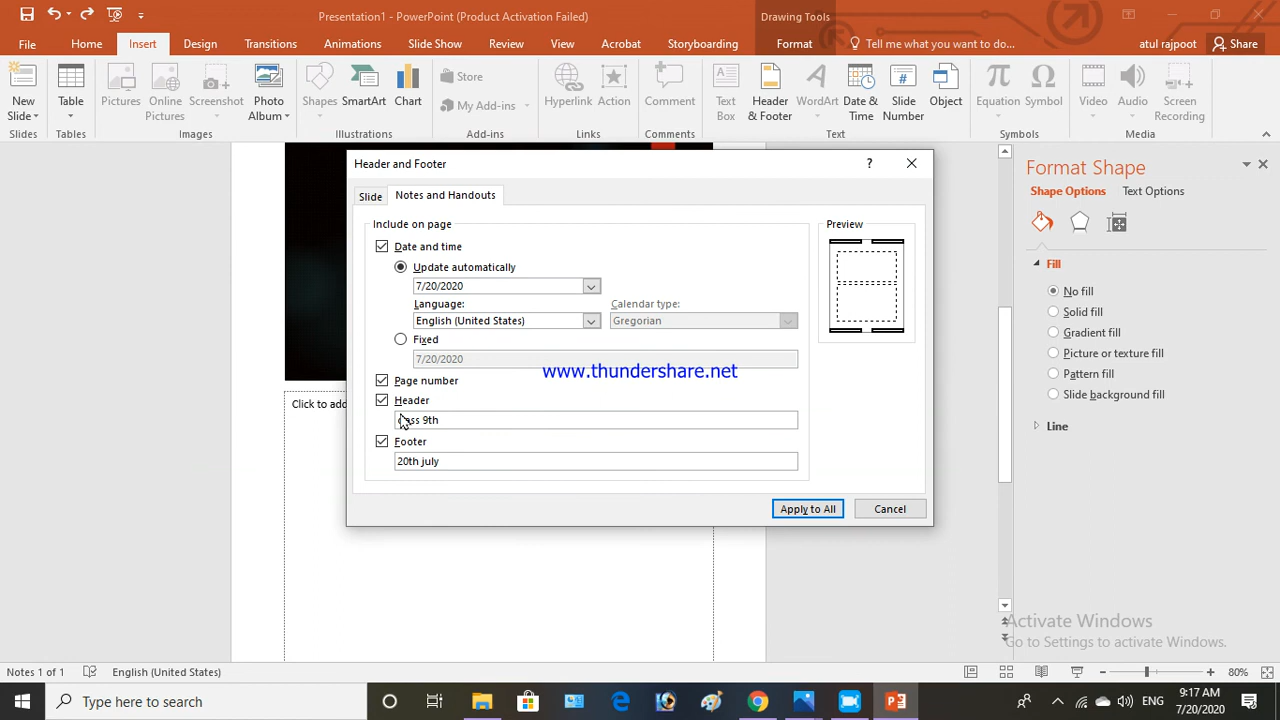 Presentation1 - PowerPoint (Product Activation Failed)
Drawing Tools
File Home Insert Design Transitions Animations Slide Show Review View Acrobat Storyboarding Format Tell me what you want to do... atul rajpoot Share
New Slide
Table
Pictures
Online Pictures
Screenshot
Photo Album
Shapes
SmartArt
Chart
Store
My Add-ins
Hyperlink
Action
Comment
Text Box
Header & Footer
WordArt
Date & Time
Slide Number
Object
Equation
Symbol
Video
Audio
Screen Recording
Slides Tables Images Illustrations Add-ins Links Comments Text Symbols Media
Header and Footer
?
Slide Notes and Handouts
Include on page
Preview
Date and time
Update automatically
7/20/2020
Language: Calendar type:
English (United States) Gregorian
Fixed
7/20/2020
www.thundershare.net
Page number
Header
9th
Footer
20th july
Apply to All Cancel
Click to add
Format Shape
Shape Options Text Options
Fill
No fill
Solid fill
Gradient fill
Picture or texture fill
Pattern fill
Slide background fill
Line
Activate Windows
Go to Settings to activate Windows.
Notes 1 of 1 English (United States) 80%
Type here to search
ENG
9:17 AM
7/20/2020